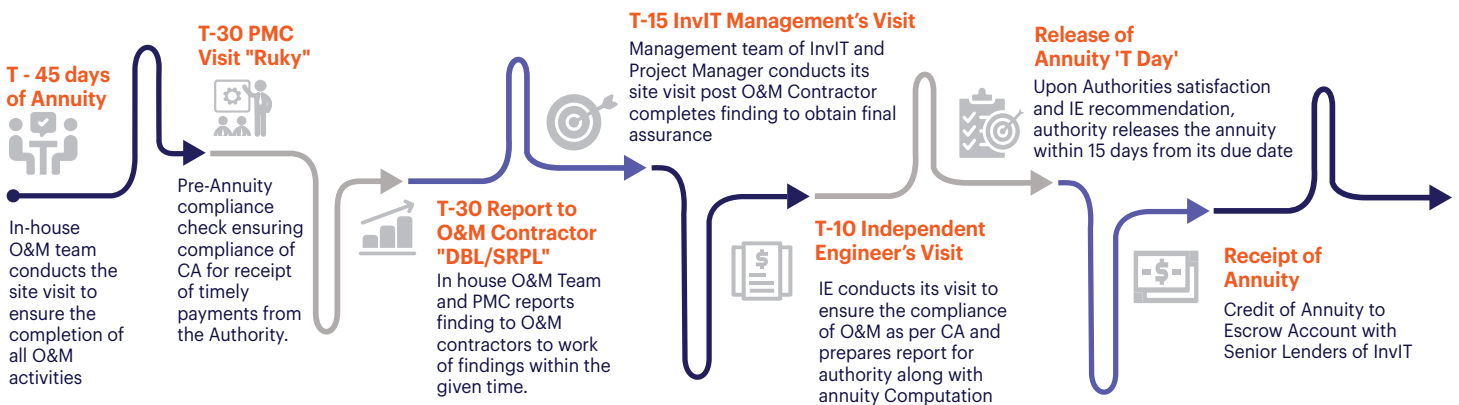 T - 45 days
of Annuity
In-house
O&M team
conducts the
site visit to
ensure the
completion of
all O&M
activities
T-30 PMC
Visit "Ruky"
Pre-Annuity
compliance
check ensuring
compliance of
CA for receipt
of timely
payments from
the Authority.
T-30 Report to
O&M Contractor
"DBL/SRPL"
In house O&M Team
and PMC reports
finding to O&M
contractors to work
of findings within the
given time.
T-15 InvIT Management’s Visit
Management team of InvIT and
Project Manager conducts its
site visit post O&M Contractor
completes finding to obtain final
assurance
$
T-10 Independent
Engineer’s Visit
IE conducts its visit to
ensure the compliance
of O&M as per CA and
prepares report for
authority along with
annuity Computation
Release of
Annuity 'T Day'
Upon Authorities satisfaction
and IE recommendation,
authority releases the annuity
within 15 days from its due date
$
Receipt of
Annuity
Credit of Annuity to
Escrow Account with
Senior Lenders of InvIT